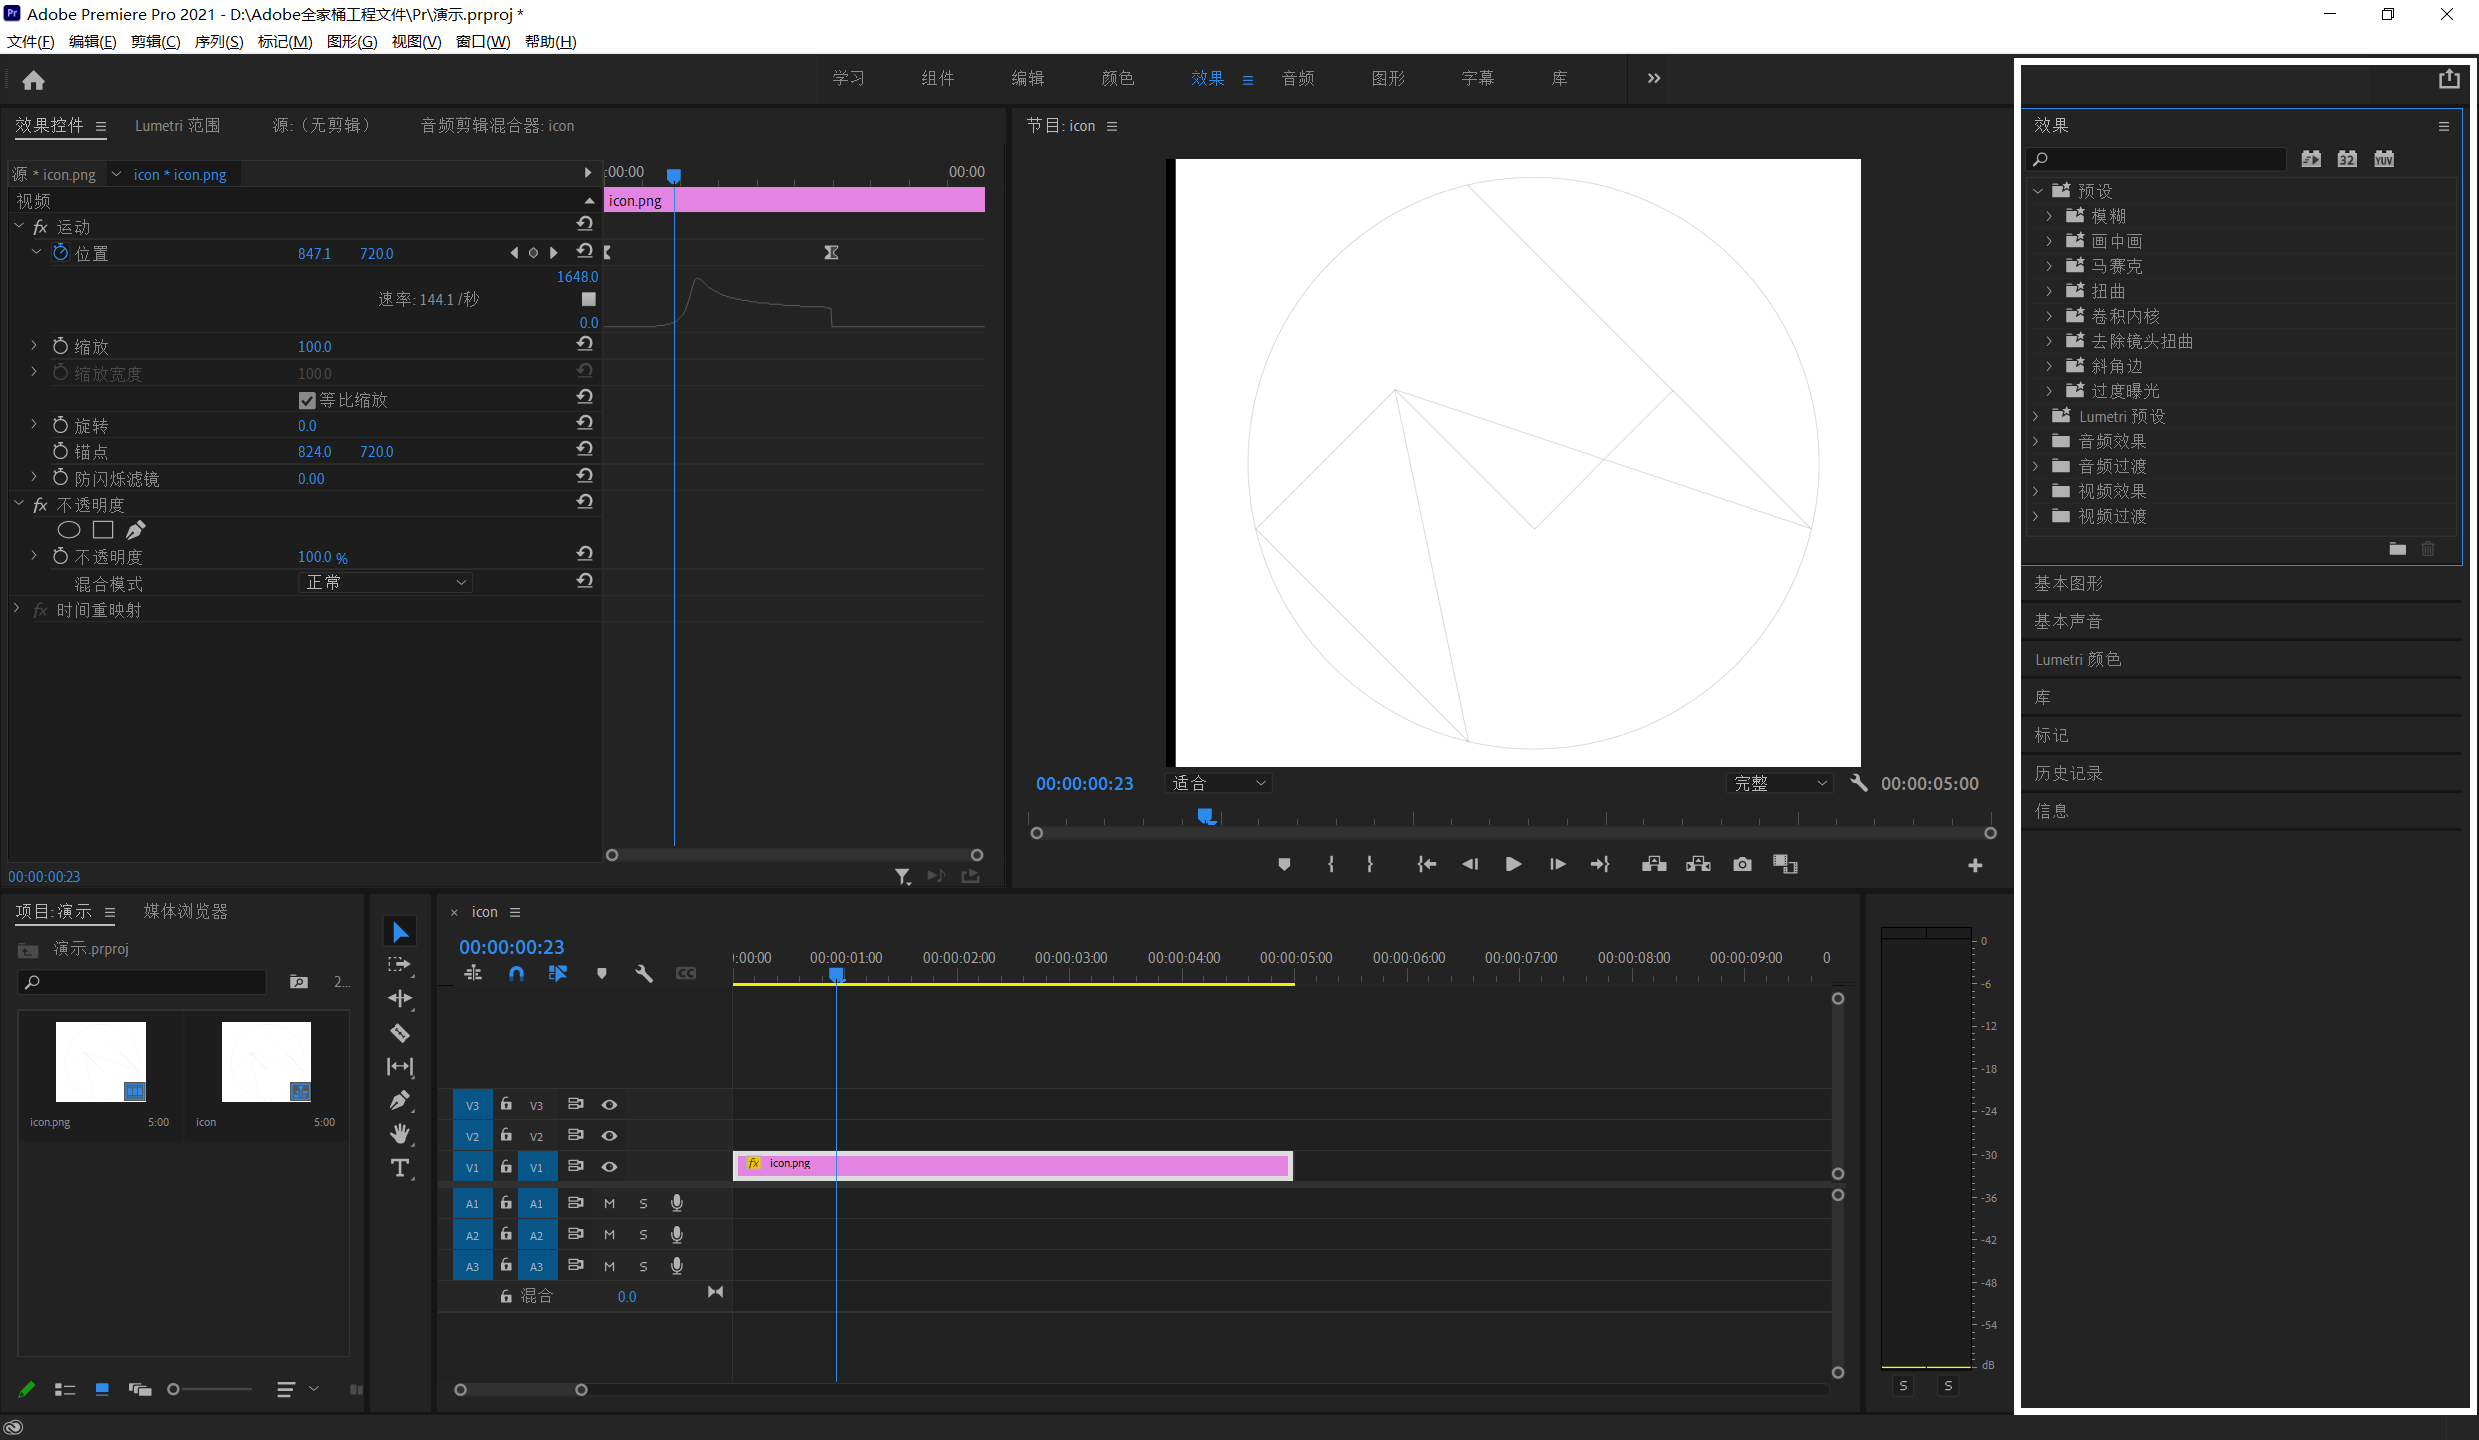 Adobe Premiere Pro 2021 - D:\Adobe全家桶工程文件\Pr\演示.prproj *
文件(F) 编辑(E) 剪辑(C) 序列(S) 标记(M) 图形(G) 视图(V) 窗口(W) 帮助(H)
学习 组件 编辑 颜色 效果 音频 图形 字幕 库
效果控件 Lumetri 范围 源:（无剪辑） 音频剪辑混合器: icon
源 * icon.png icon * icon.png
:00:00 00:00
视频
icon.png
运动
位置 847.1 720.0
1648.0
速率: 144.1 /秒
0.0
缩放 100.0
缩放宽度 100.0
等比缩放
旋转 0.0
锚点 824.0 720.0
防闪烁滤镜 0.00
fx 不透明度
不透明度 100.0 %
混合模式 正常
fx 时间重映射
00:00:00:23
节目: icon
00:00:00:23 适合 完整 00:00:05:00
效果
32 YUV
预设
模糊
画中画
马赛克
扭曲
卷积内核
去除镜头扭曲
斜角边
过度曝光
Lumetri 预设
音频效果
音频过渡
视频效果
视频过渡
基本图形
基本声音
Lumetri 颜色
库
标记
历史记录
信息
项目: 演示 媒体浏览器
演示.prproj
2...
icon.png 5:00
icon 5:00
× icon
00:00:00:23
:00:00 00:00:01:00 00:00:02:00 00:00:03:00 00:00:04:00 00:00:05:00 00:00:06:00 00:00:07:00 00:00:08:00 00:00:09:00 0
V3 V3
V2 V2
V1 V1 fx icon.png
A1 A1 M S
A2 A2 M S
A3 A3 M S
混合 0.0
0
-6
-12
-18
-24
-30
-36
-42
-48
-54
dB
S S